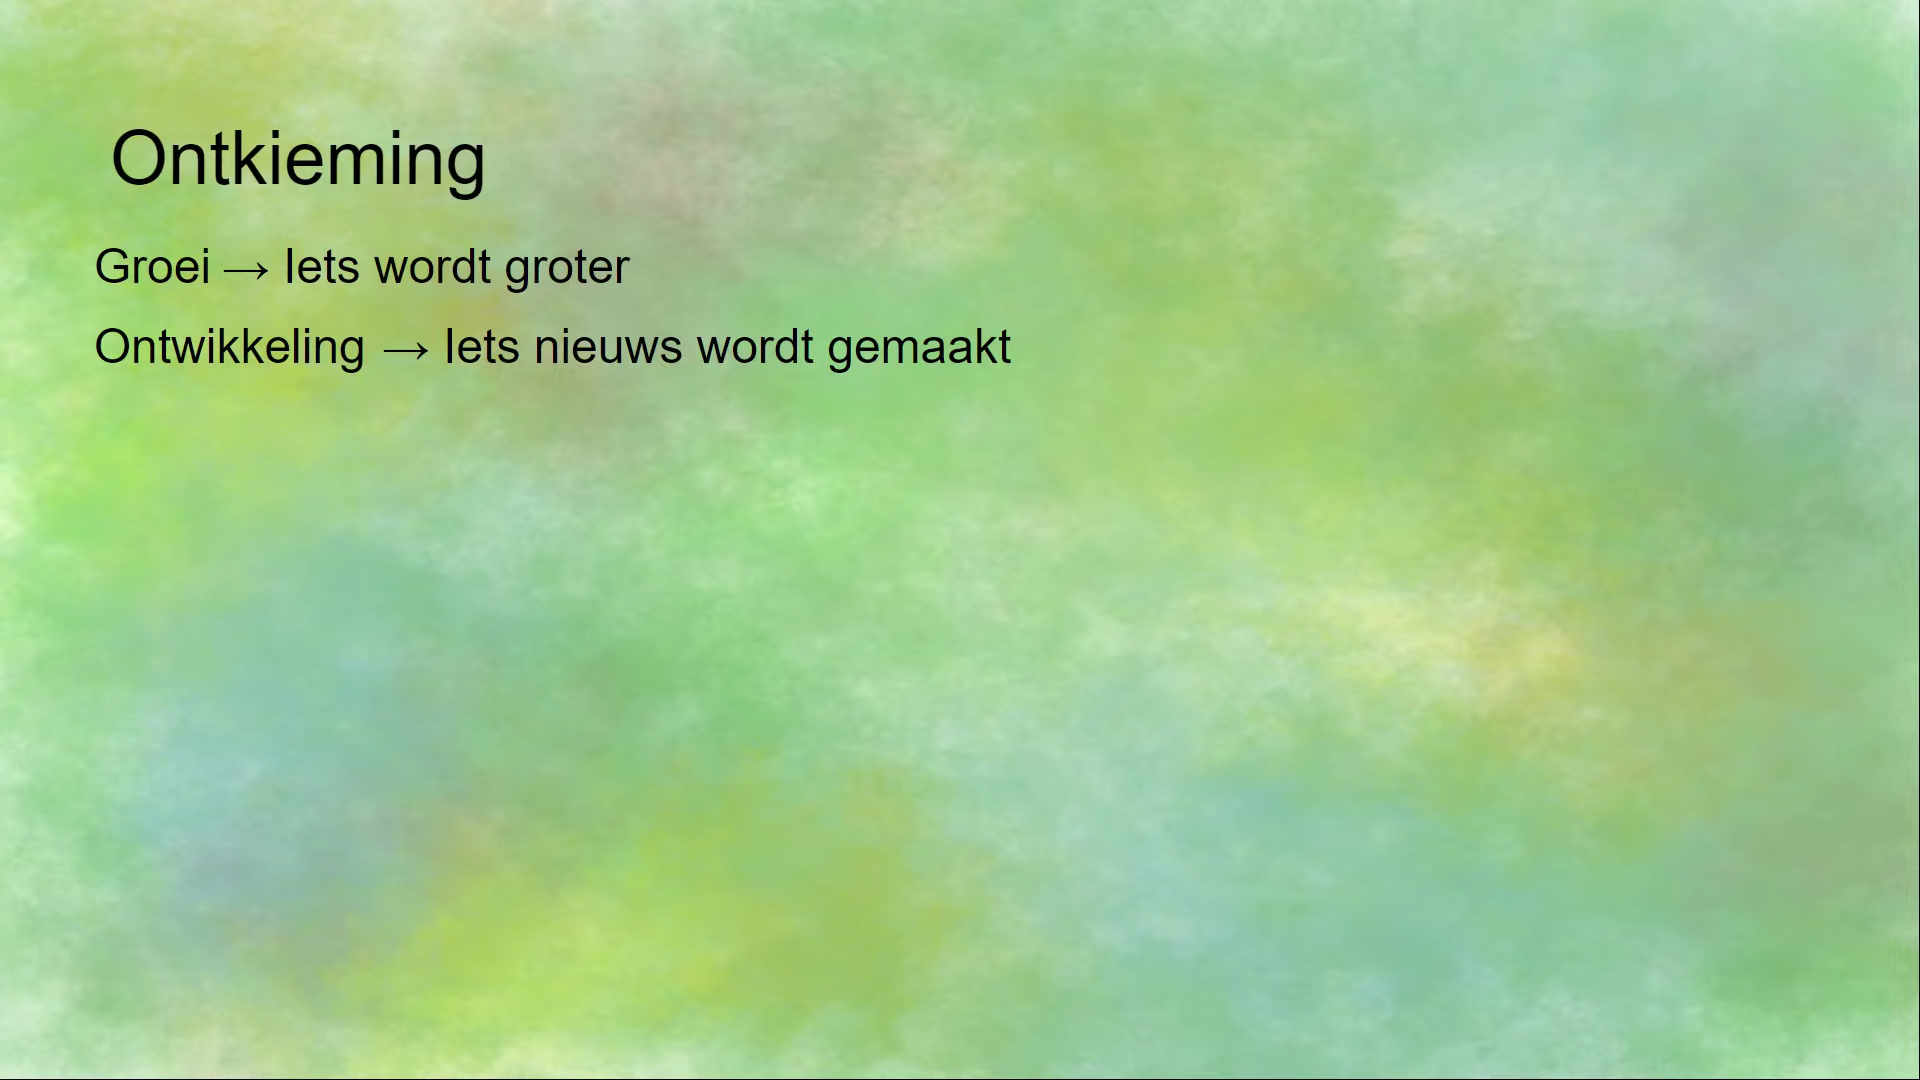 Ontkieming
Groei → Iets wordt groter
Ontwikkeling → Iets nieuws wordt gemaakt